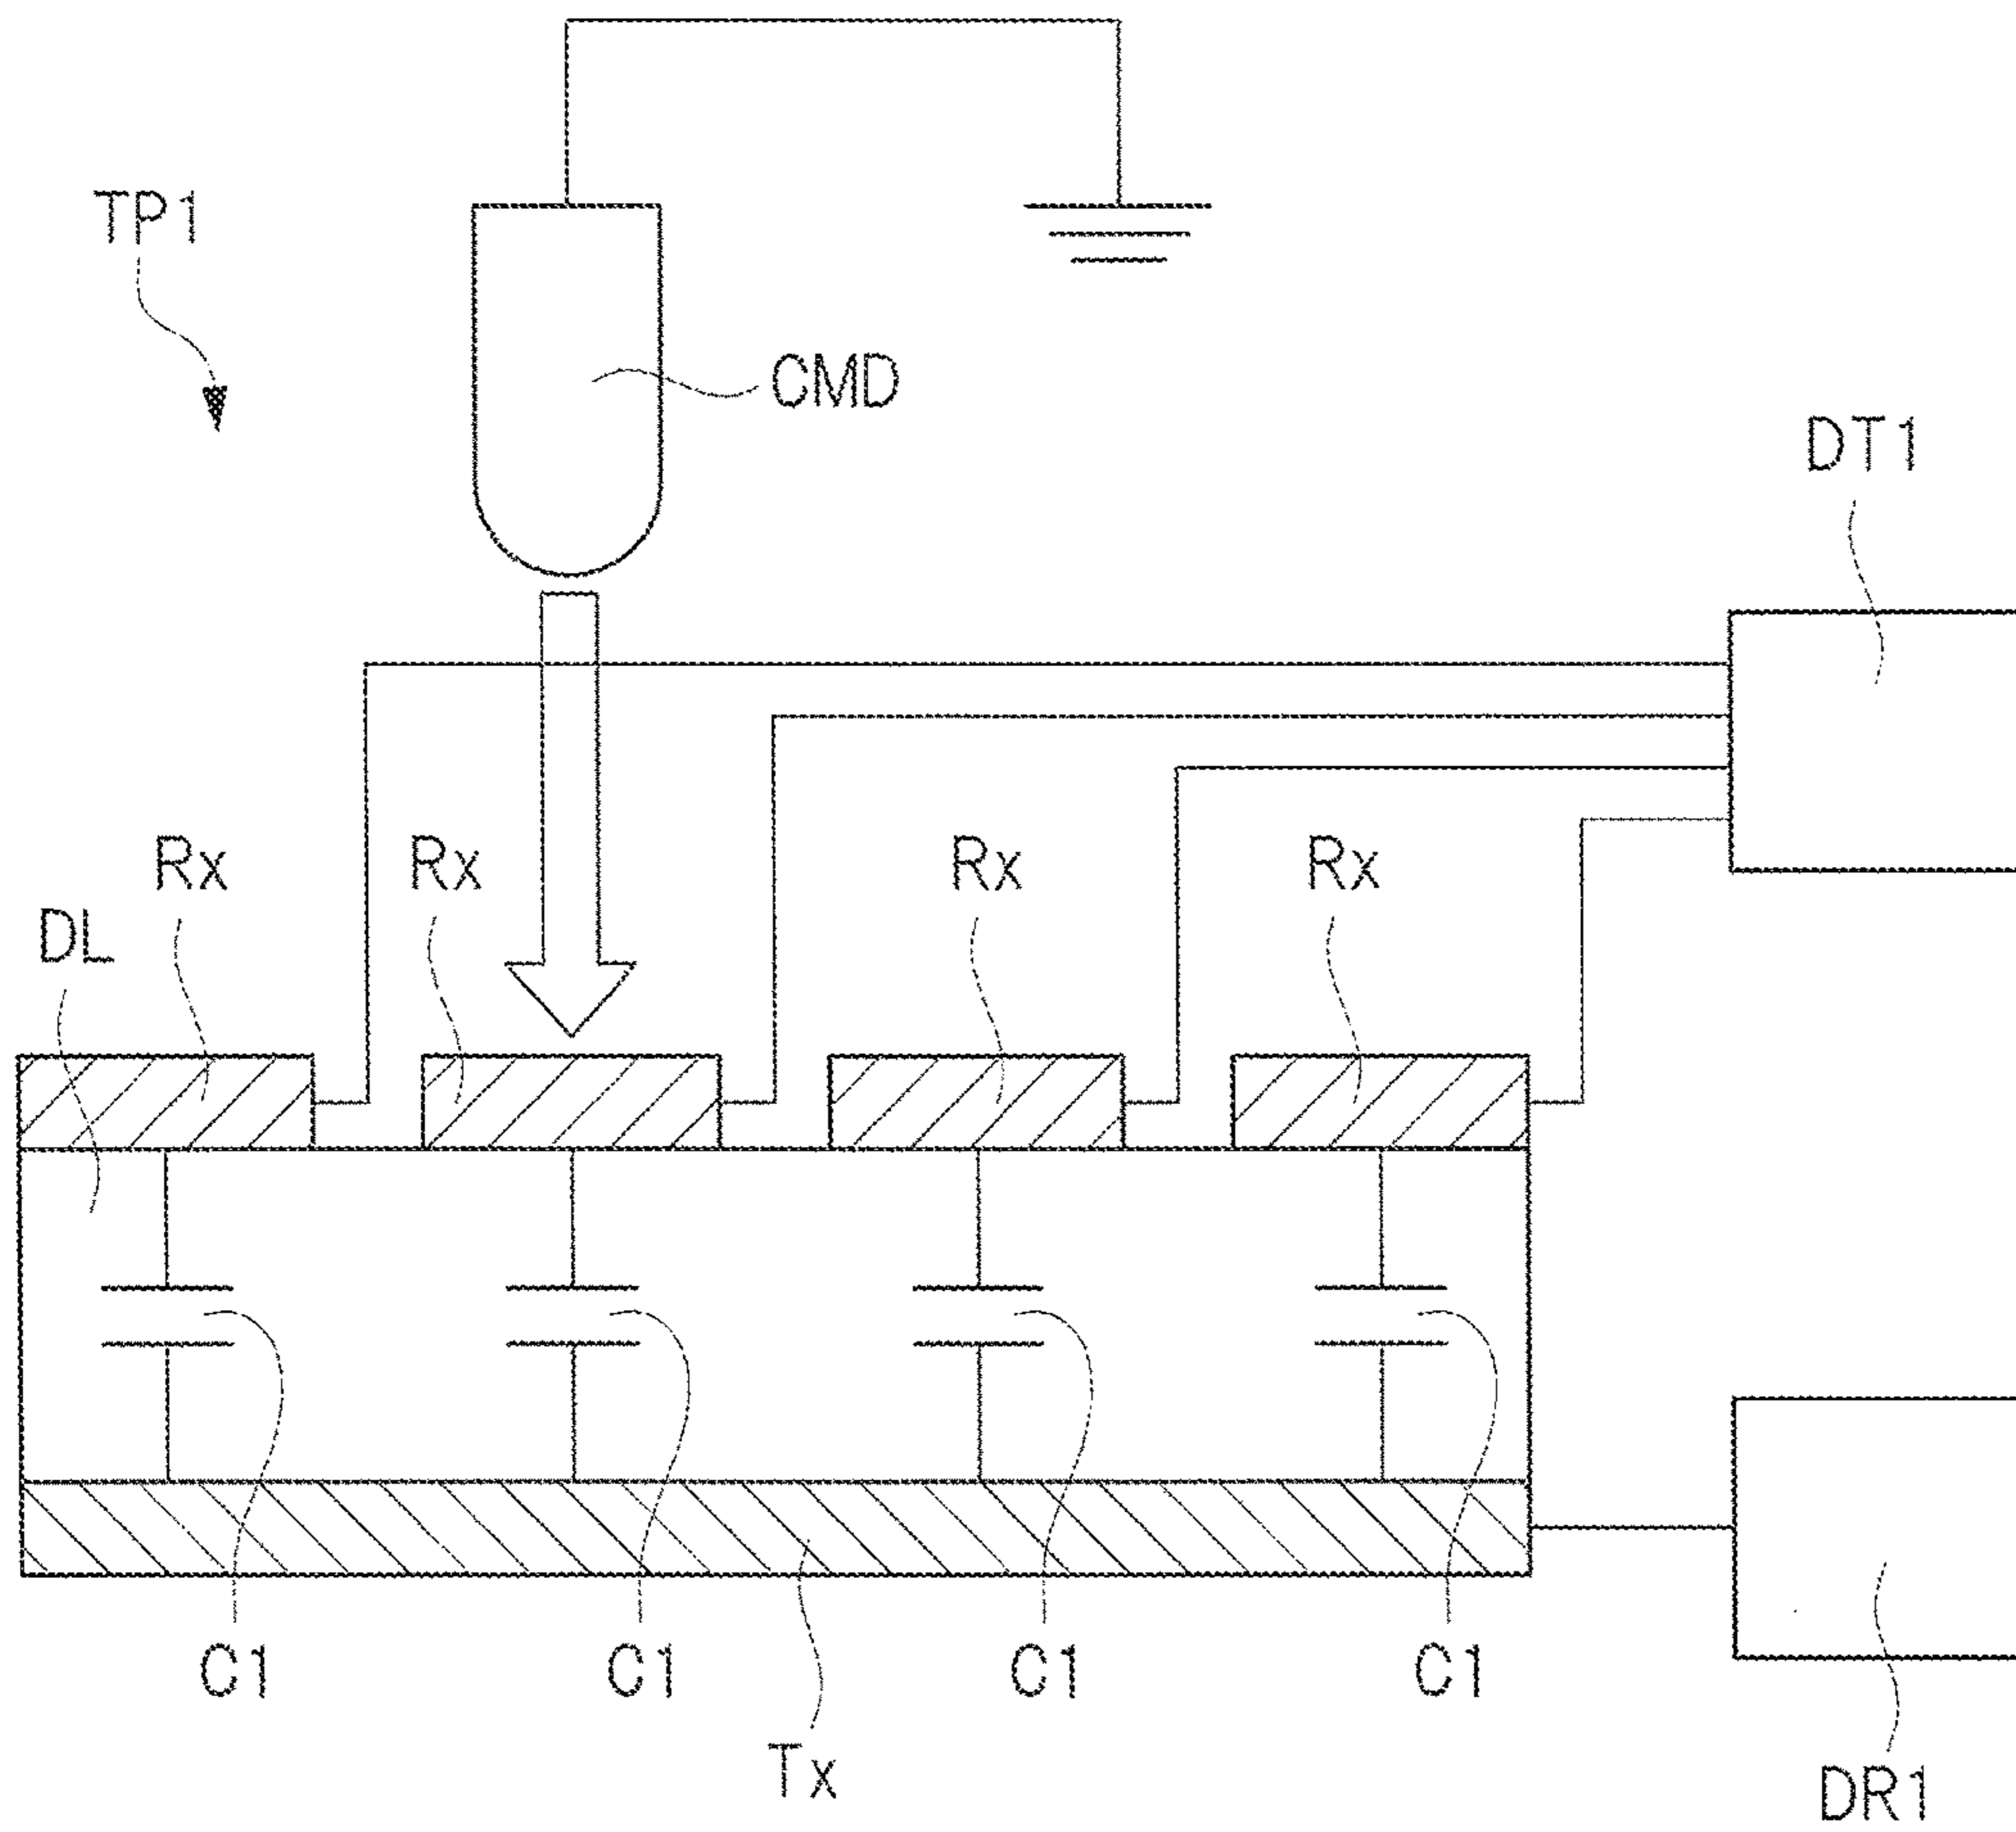 TP1
CMD
DT1
Rx Rx Rx Rx
DL
C1 C1 C1 C1
Tx
DR1